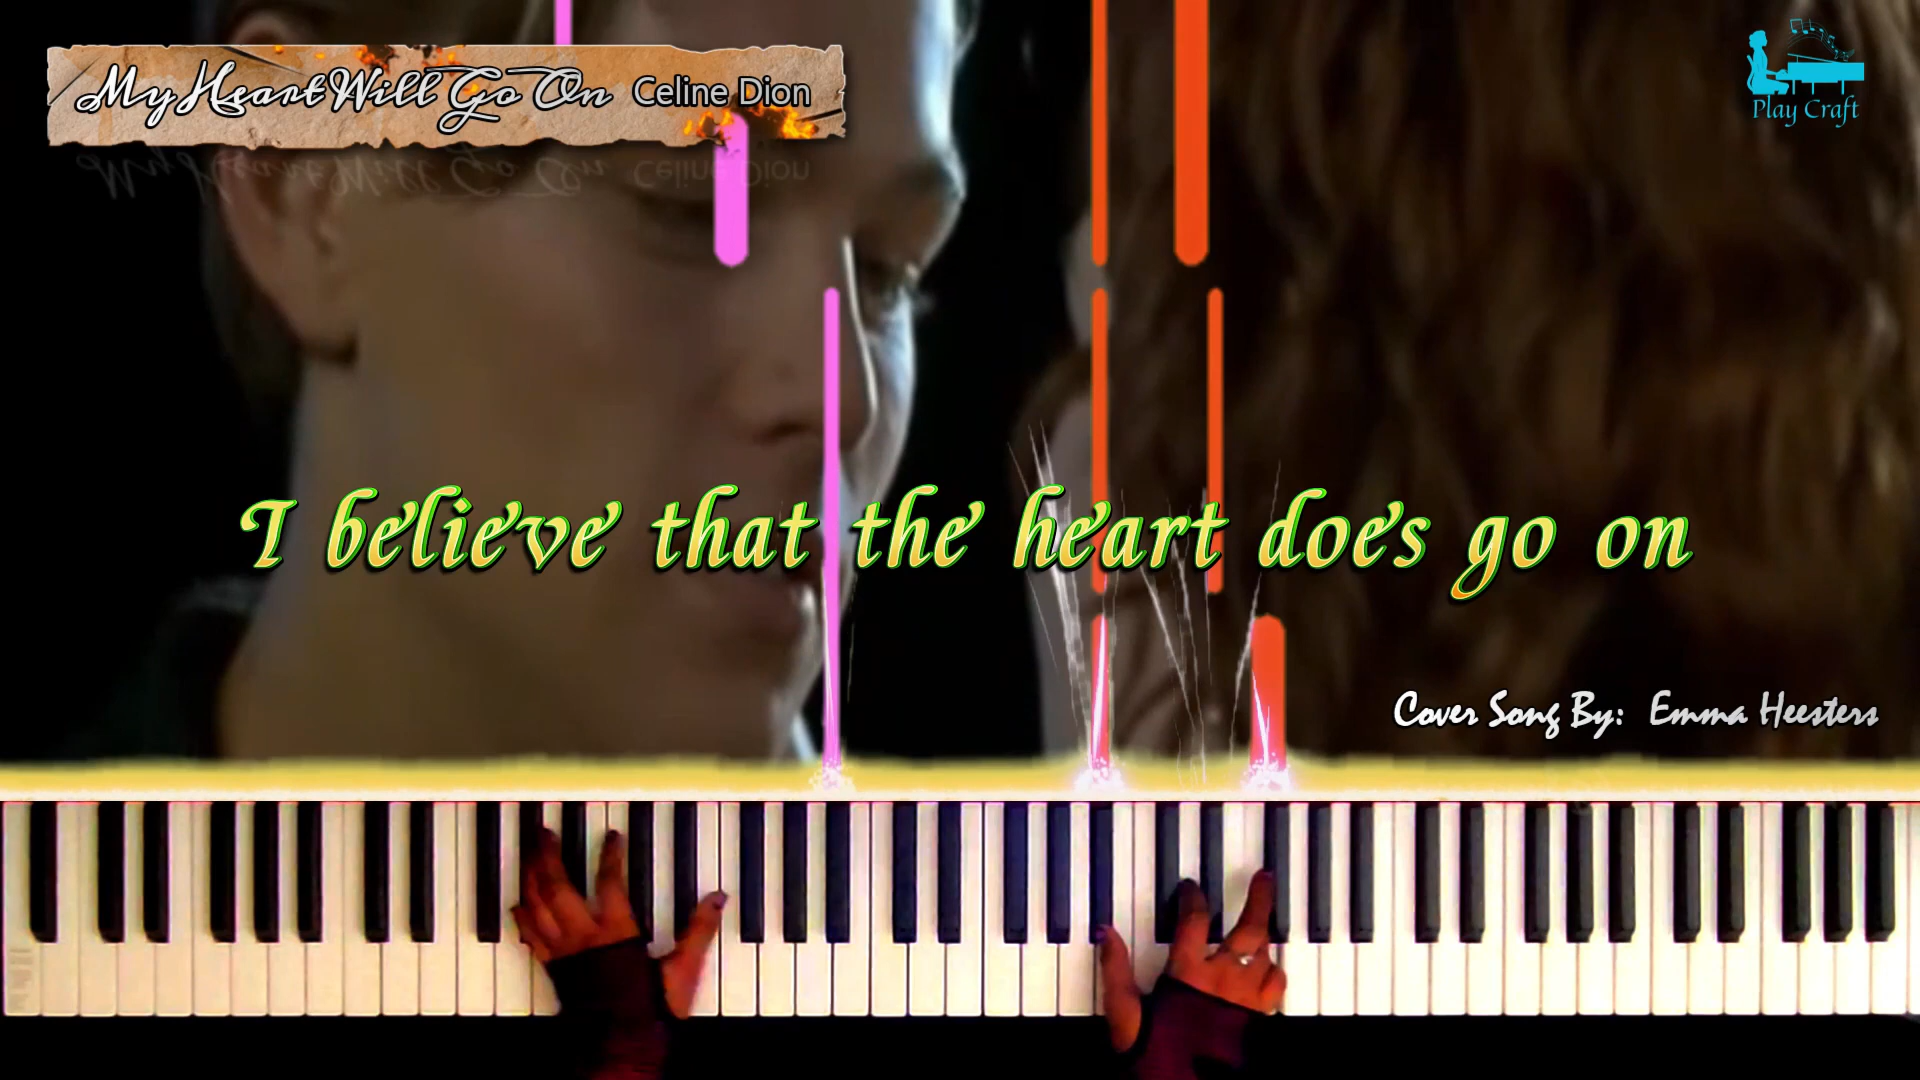 My Heart Will Go On Celine Dion
Play Craft
I believe that the heart does go on
Cover Song By: Emma Heesters